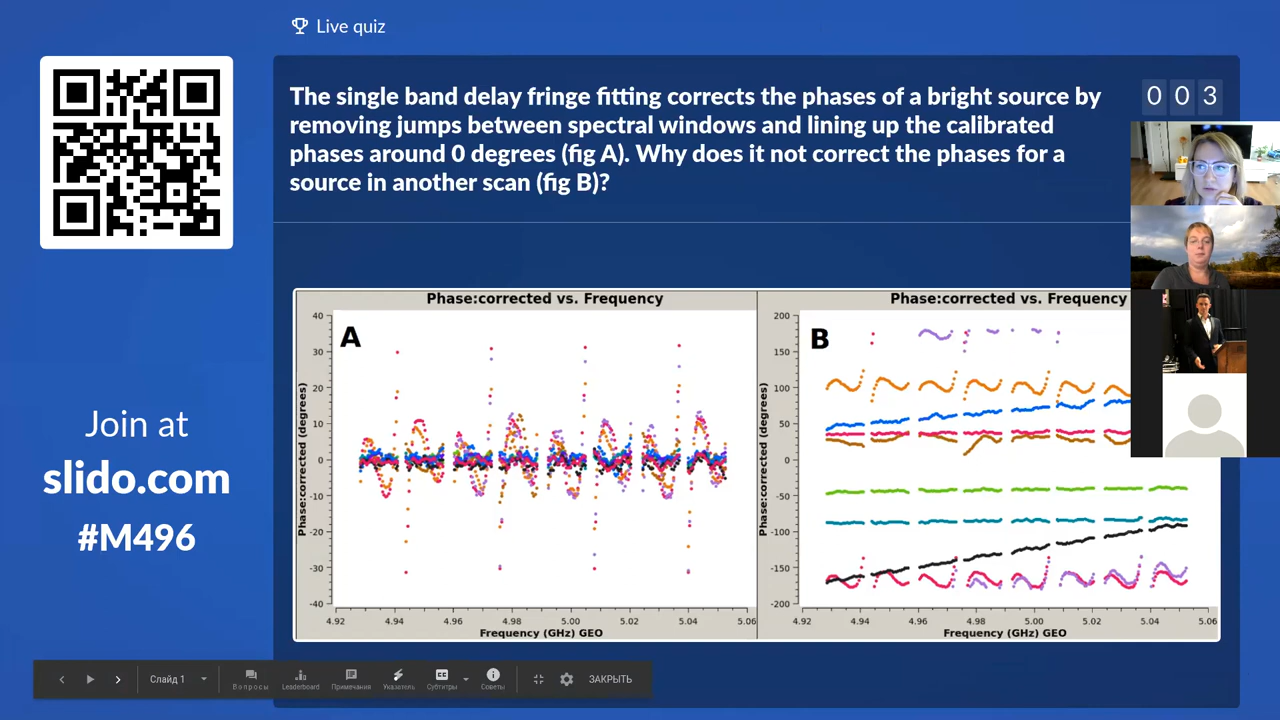 Live quiz
The single band delay fringe fitting corrects the phases of a bright source by
removing jumps between spectral windows and lining up the calibrated
phases around 0 degrees (fig A). Why does it not correct the phases for a
source in another scan (fig B)?
003
Join at
slido.com
#M496
Phase:corrected vs. Frequency
A
Phase:corrected (degrees)
40
30
20
10
0
-10
-20
-30
-40
4.92 4.94 4.96 4.98 5.00 5.02 5.04 5.06
Frequency (GHz) GEO
Phase:corrected vs. Frequency
B
Phase:corrected (degrees)
200
150
100
50
0
-50
-100
-150
-200
4.92 4.94 4.96 4.98 5.00 5.02 5.04 5.06
Frequency (GHz) GEO
Слайд 1
Вопросы
Leaderboard
Примечания
Указатель
Субтитры
Советы
ЗАКРЫТЬ